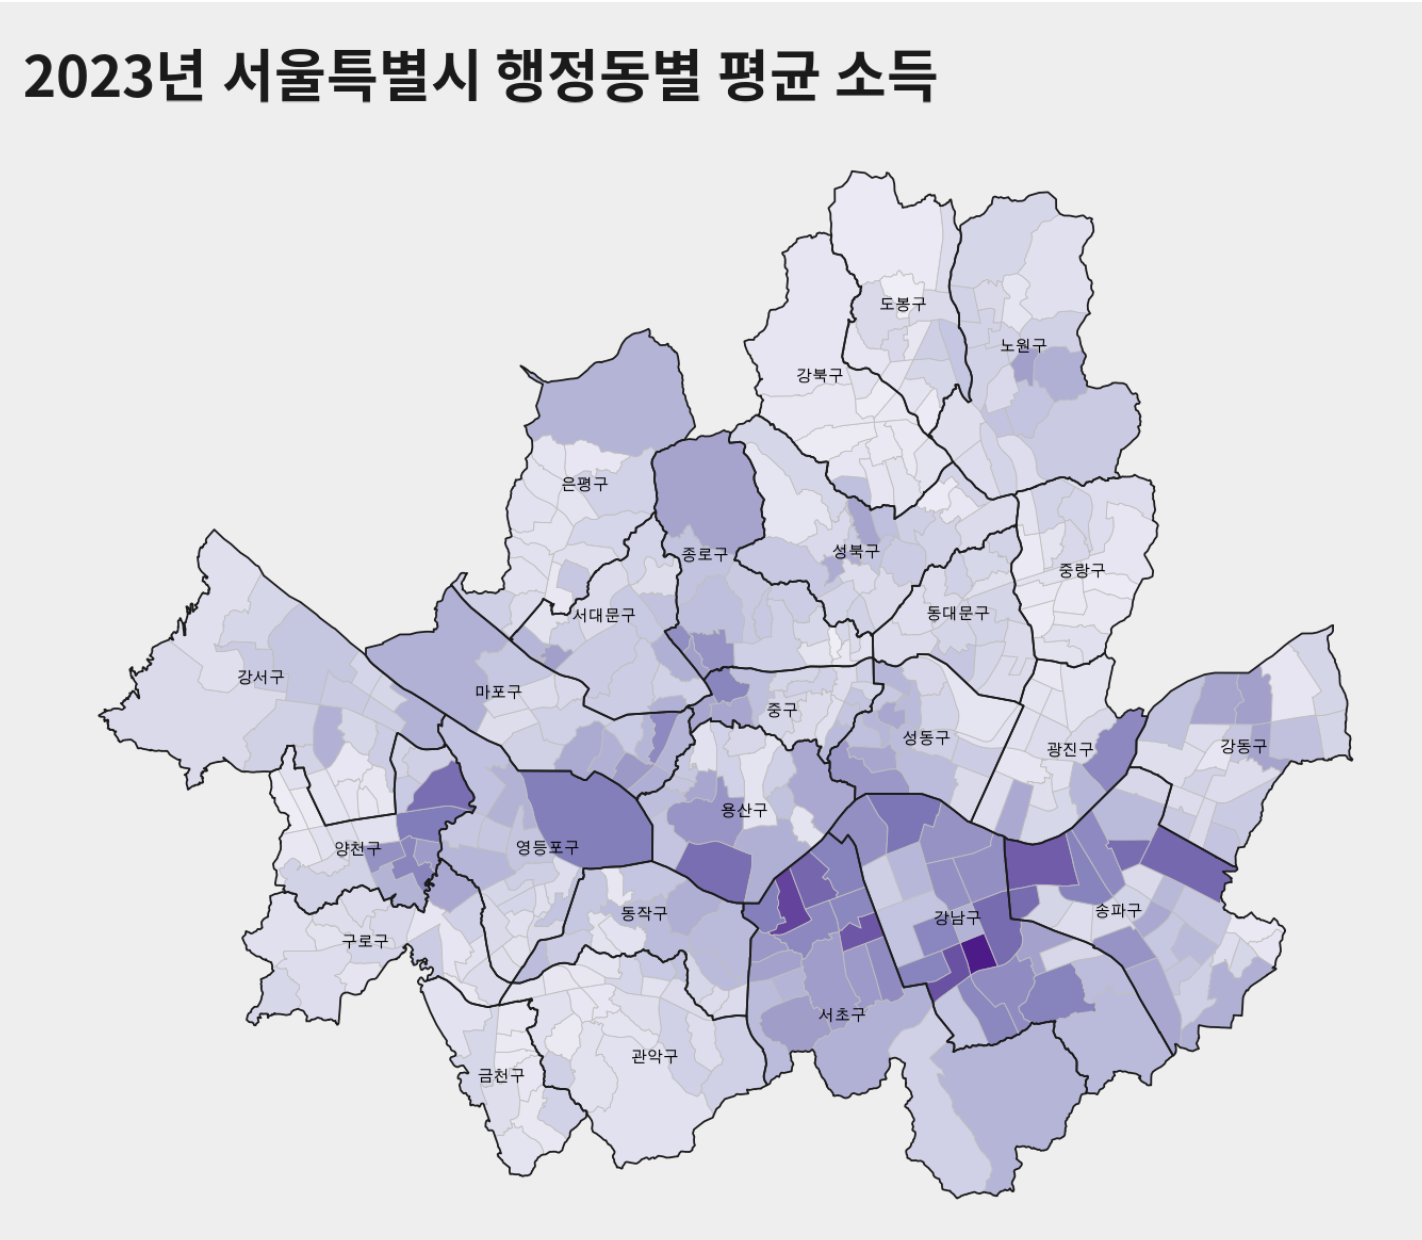 2023년 서울특별시 행정동별 평균 소득
도봉구
노원구
강북구
은평구
종로구
성북구
중랑구
서대문구
동대문구
강서구
마포구
중구
성동구
광진구
강동구
용산구
양천구
영등포구
동작구
강남구
송파구
구로구
서초구
관악구
금천구